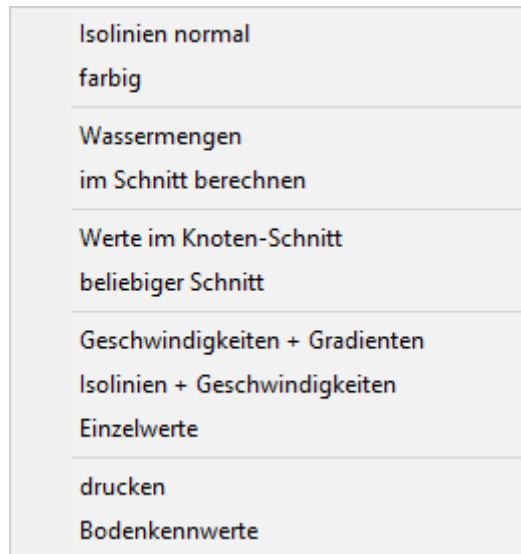 Isolinien normal
farbig
Wassermengen
im Schnitt berechnen
Werte im Knoten-Schnitt
beliebiger Schnitt
Geschwindigkeiten + Gradienten
Isolinien + Geschwindigkeiten
Einzelwerte
drucken
Bodenkennwerte